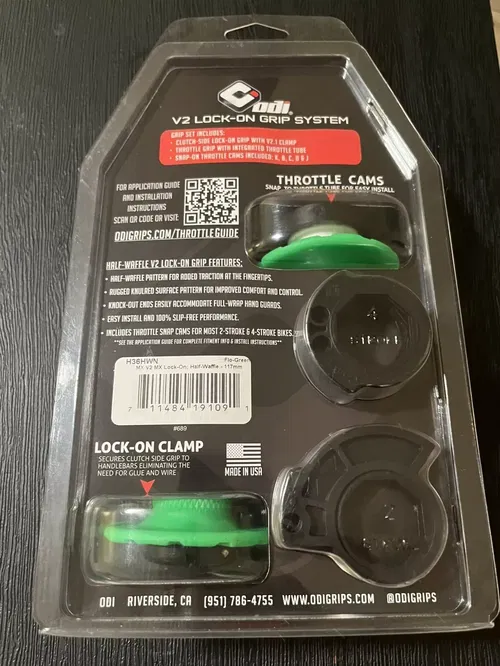 odi
V2 LOCK-ON GRIP SYSTEM
GRIP SET INCLUDES:
• CLUTCH-SIDE LOCK-ON GRIP WITH V2.1 CLAMP
• THROTTLE GRIP WITH INTEGRATED THROTTLE TUBE
• SNAP-ON THROTTLE CAMS INCLUDED:
THROTTLE CAMS
SNAP TO THROTTLE TUBE FOR EASY INSTALL
FOR APPLICATION GUIDE
AND INSTALLATION
INSTRUCTIONS
SCAN QR CODE OR VISIT:
ODIGRIPS.COM/THROTTLEGUIDE
HALF-WAFFLE V2 LOCK-ON GRIP FEATURES:
• HALF-WAFFLE PATTERN FOR ADDED TRACTION AT THE FINGERTIPS.
• RUGGED KNURLED SURFACE PATTERN FOR IMPROVED COMFORT AND CONTROL.
• KNOCK-OUT ENDS EASILY ACCOMMODATE FULL-WRAP HAND GUARDS.
• EASY INSTALL AND 100% SLIP-FREE PERFORMANCE.
• INCLUDES THROTTLE SNAP CAMS FOR MOST 2-STROKE & 4-STROKE BIKES.
**SEE THE APPLICATION GUIDE FOR COMPLETE FITMENT INFO & INSTALL INSTRUCTIONS**
4
STROKE
H36HWN Flo-Green
MX V2 MX Lock-On, Half-Waffle - 117mm
7 11484 19109 1
#689
LOCK-ON CLAMP
SECURES CLUTCH SIDE GRIP TO
HANDLEBARS ELIMINATING THE
NEED FOR GLUE AND WIRE
MADE IN USA
2
STROKE
ODI RIVERSIDE, CA (951) 786-4755 WWW.ODIGRIPS.COM @ODIGRIPS